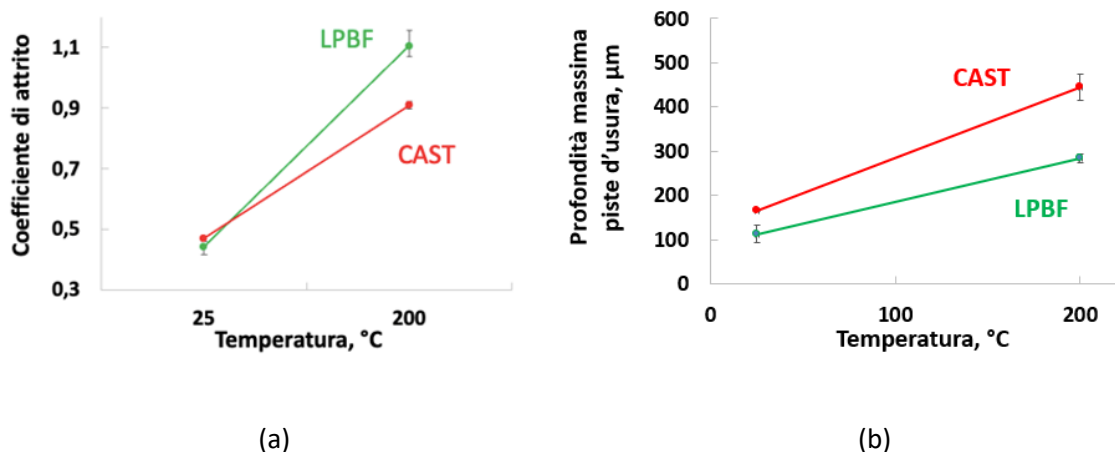 1,1
0,9
0,7
0,5
0,3
Coefficiente di attrito
LPBF
CAST
25
200
Temperatura, °C
(a)
600
500
400
300
200
100
0
Profondità massima
piste d'usura, µm
CAST
LPBF
0
100
200
Temperatura, °C
(b)